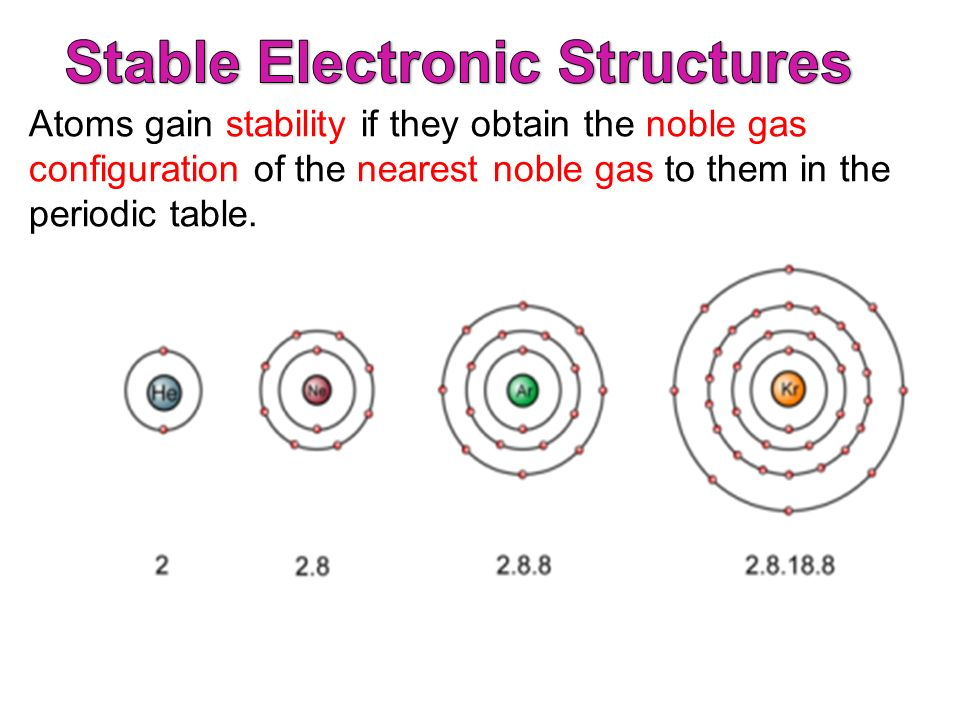 Stable Electronic Structures
Atoms gain stability if they obtain the noble gas
configuration of the nearest noble gas to them in the
periodic table.
He Ne Ar Kr
2 2.8 2.8.8 2.8.18.8